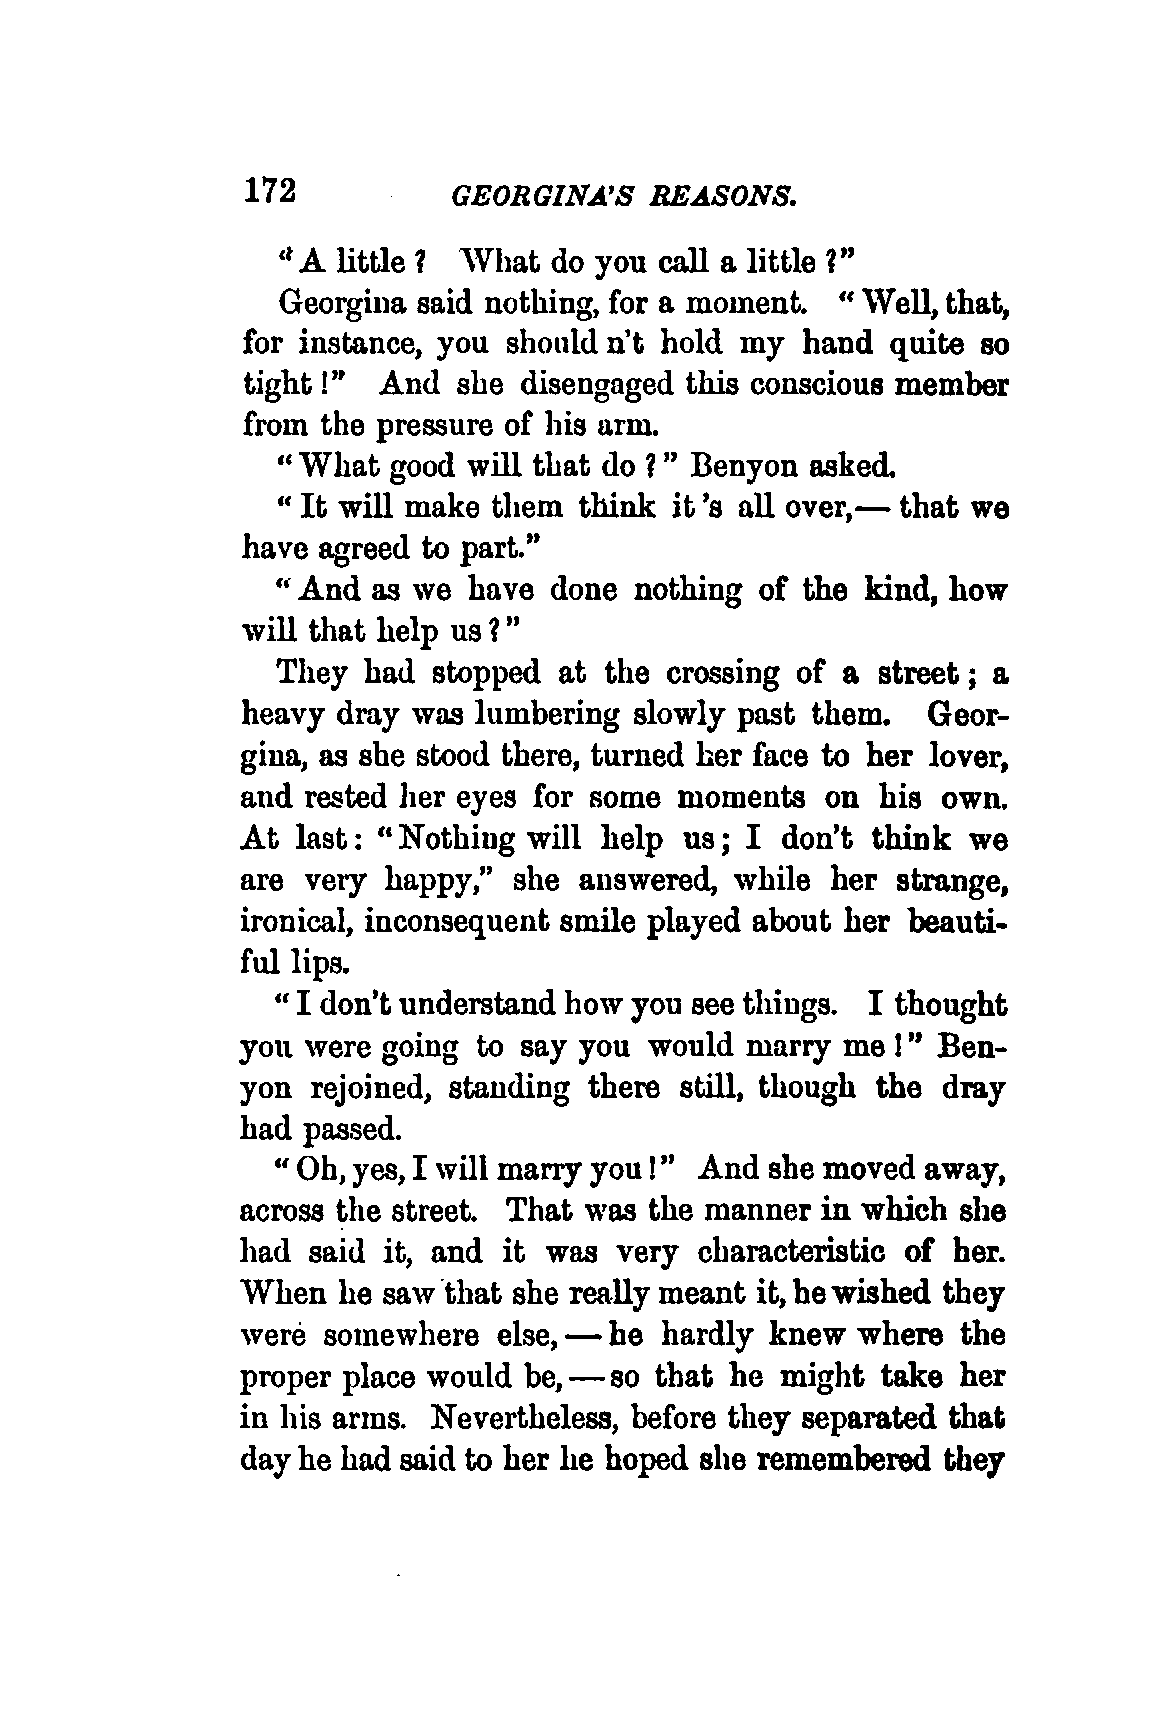 172 GEORGINA'S REASONS.
"A little? What do you call a little?"
Georgina said nothing, for a moment. "Well, that,
for instance, you should n't hold my hand quite so
tight!" And she disengaged this conscious member
from the pressure of his arm.
"What good will that do?" Benyon asked.
"It will make them think it 's all over,— that we
have agreed to part."
"And as we have done nothing of the kind, how
will that help us?"
They had stopped at the crossing of a street; a
heavy dray was lumbering slowly past them. Geor-
gina, as she stood there, turned her face to her lover,
and rested her eyes for some moments on his own.
At last: "Nothing will help us; I don't think we
are very happy," she answered, while her strange,
ironical, inconsequent smile played about her beauti-
ful lips.
"I don't understand how you see things. I thought
you were going to say you would marry me!" Ben-
yon rejoined, standing there still, though the dray
had passed.
"Oh, yes, I will marry you!" And she moved away,
across the street. That was the manner in which she
had said it, and it was very characteristic of her.
When he saw that she really meant it, he wished they
were somewhere else, — he hardly knew where the
proper place would be, — so that he might take her
in his arms. Nevertheless, before they separated that
day he had said to her he hoped she remembered they